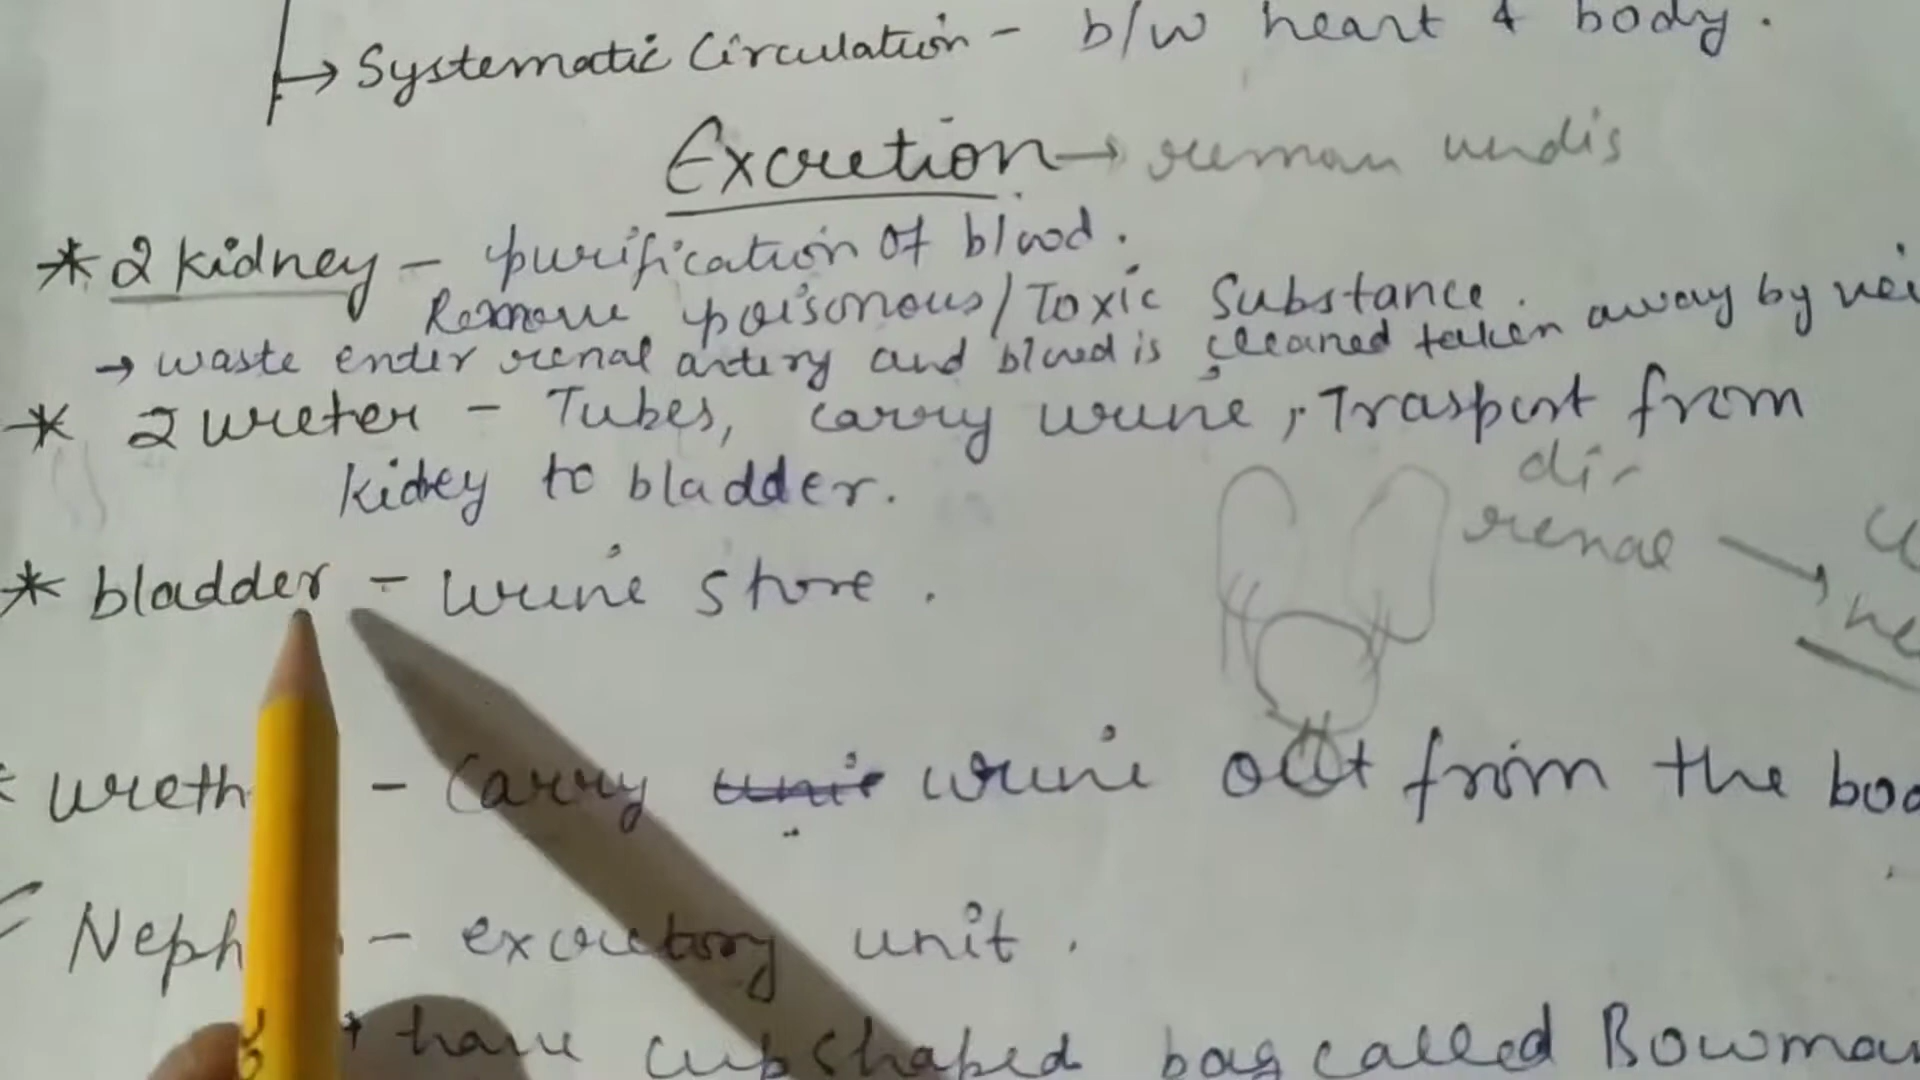 → Systematic Circulation - b/w heart & body.
Excretion →
* 2 kidney - purification of blood.
Remove poisonous/Toxic Substance.
→ waste enter renal artery and blood is cleaned taken away by vei
* 2 ureter - Tubes, carry urine, Trasport from
kidney to bladder.
renal →
* bladder - urine store.
ureth - Carry urine out from the bod
Neph - excretory unit.
have cup shaped bag called Bowman